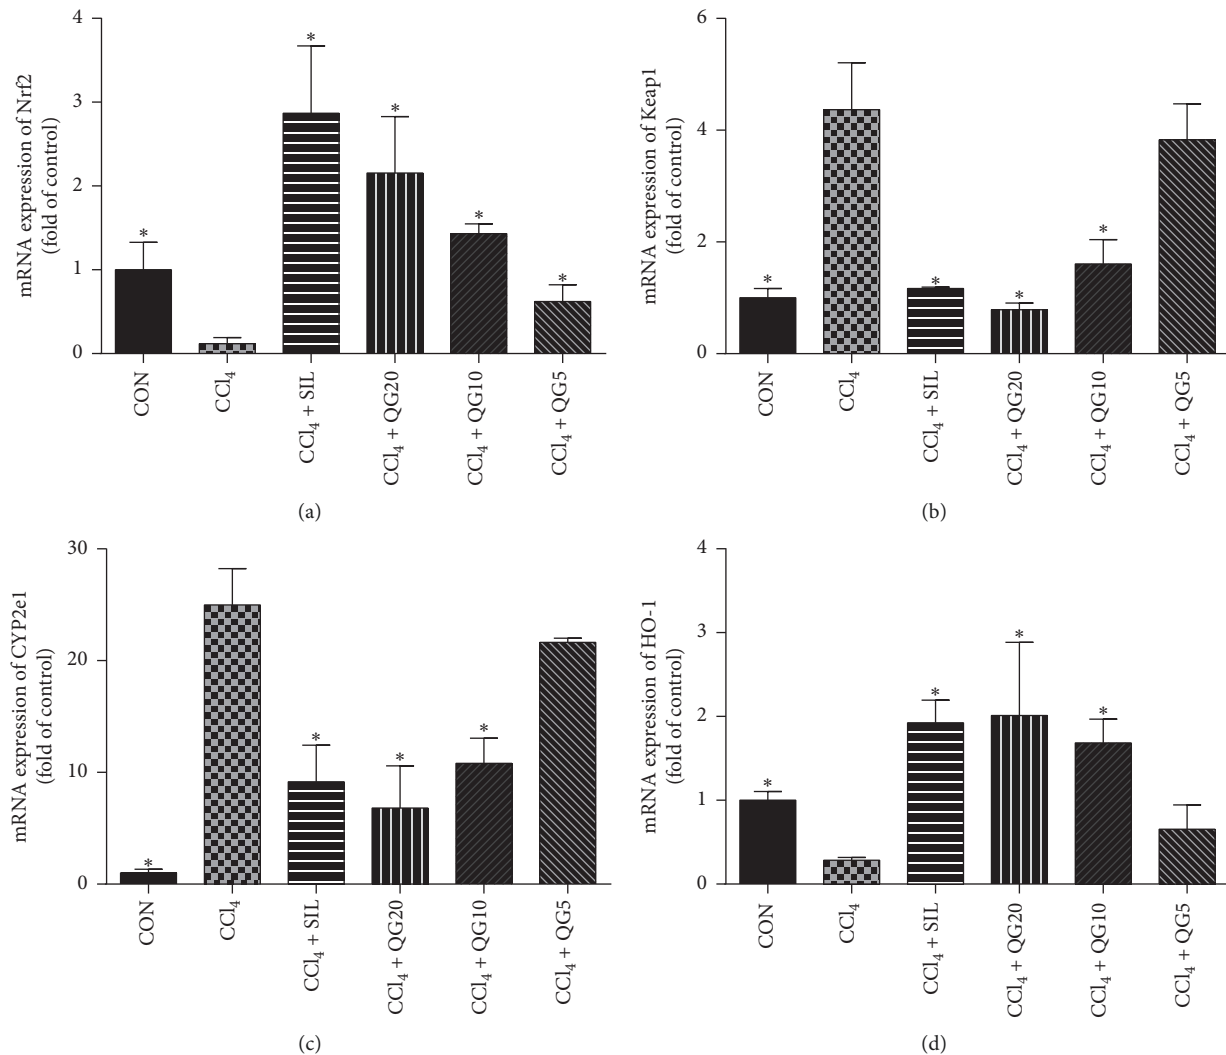 mRNA expression of Nrf2
(fold of control)
4
3
2
1
0
*
*
*
*
*
CON
CCl4
CCl4 + SIL
CCl4 + QG20
CCl4 + QG10
CCl4 + QG5
(a)
mRNA expression of Keap1
(fold of control)
6
4
2
0
*
*
*
*
CON
CCl4
CCl4 + SIL
CCl4 + QG20
CCl4 + QG10
CCl4 + QG5
(b)
mRNA expression of CYP2e1
(fold of control)
30
20
10
0
*
*
*
*
CON
CCl4
CCl4 + SIL
CCl4 + QG20
CCl4 + QG10
CCl4 + QG5
(c)
mRNA expression of HO-1
(fold of control)
4
3
2
1
0
*
*
*
*
CON
CCl4
CCl4 + SIL
CCl4 + QG20
CCl4 + QG10
CCl4 + QG5
(d)